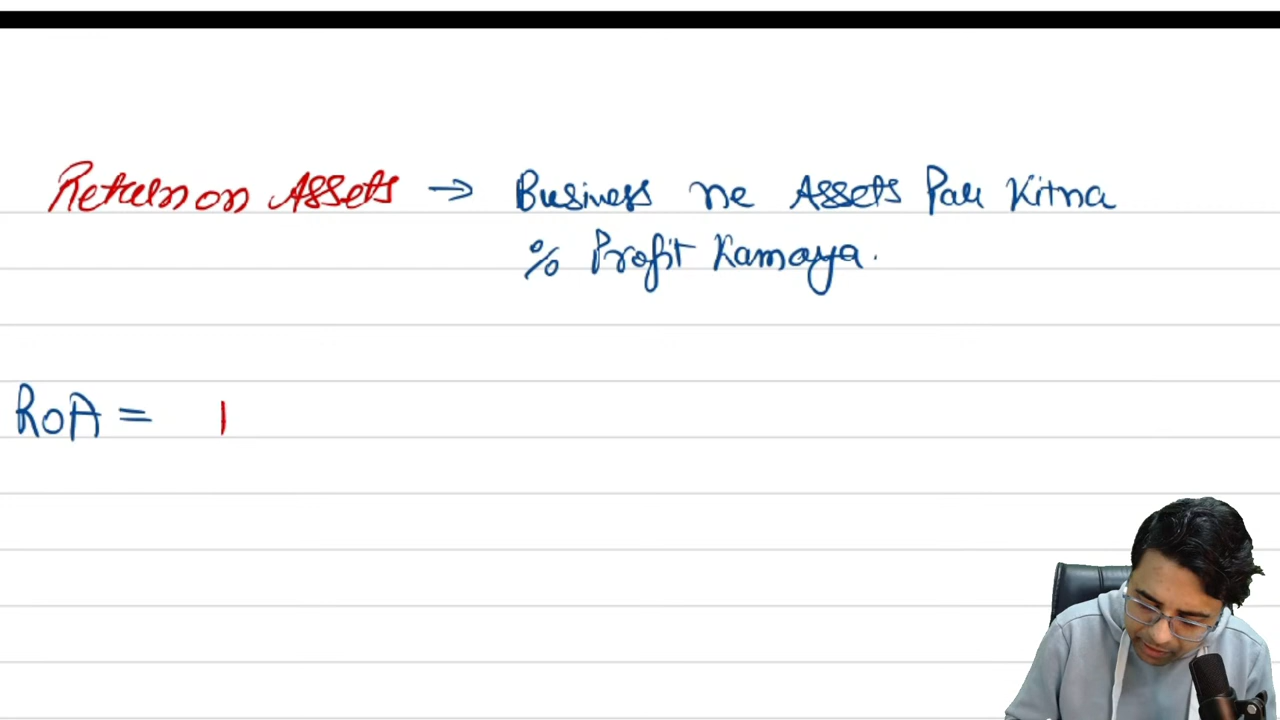 Return on Assets → Business ne Assets Par Kitna
% Profit Kamaya.
ROA =